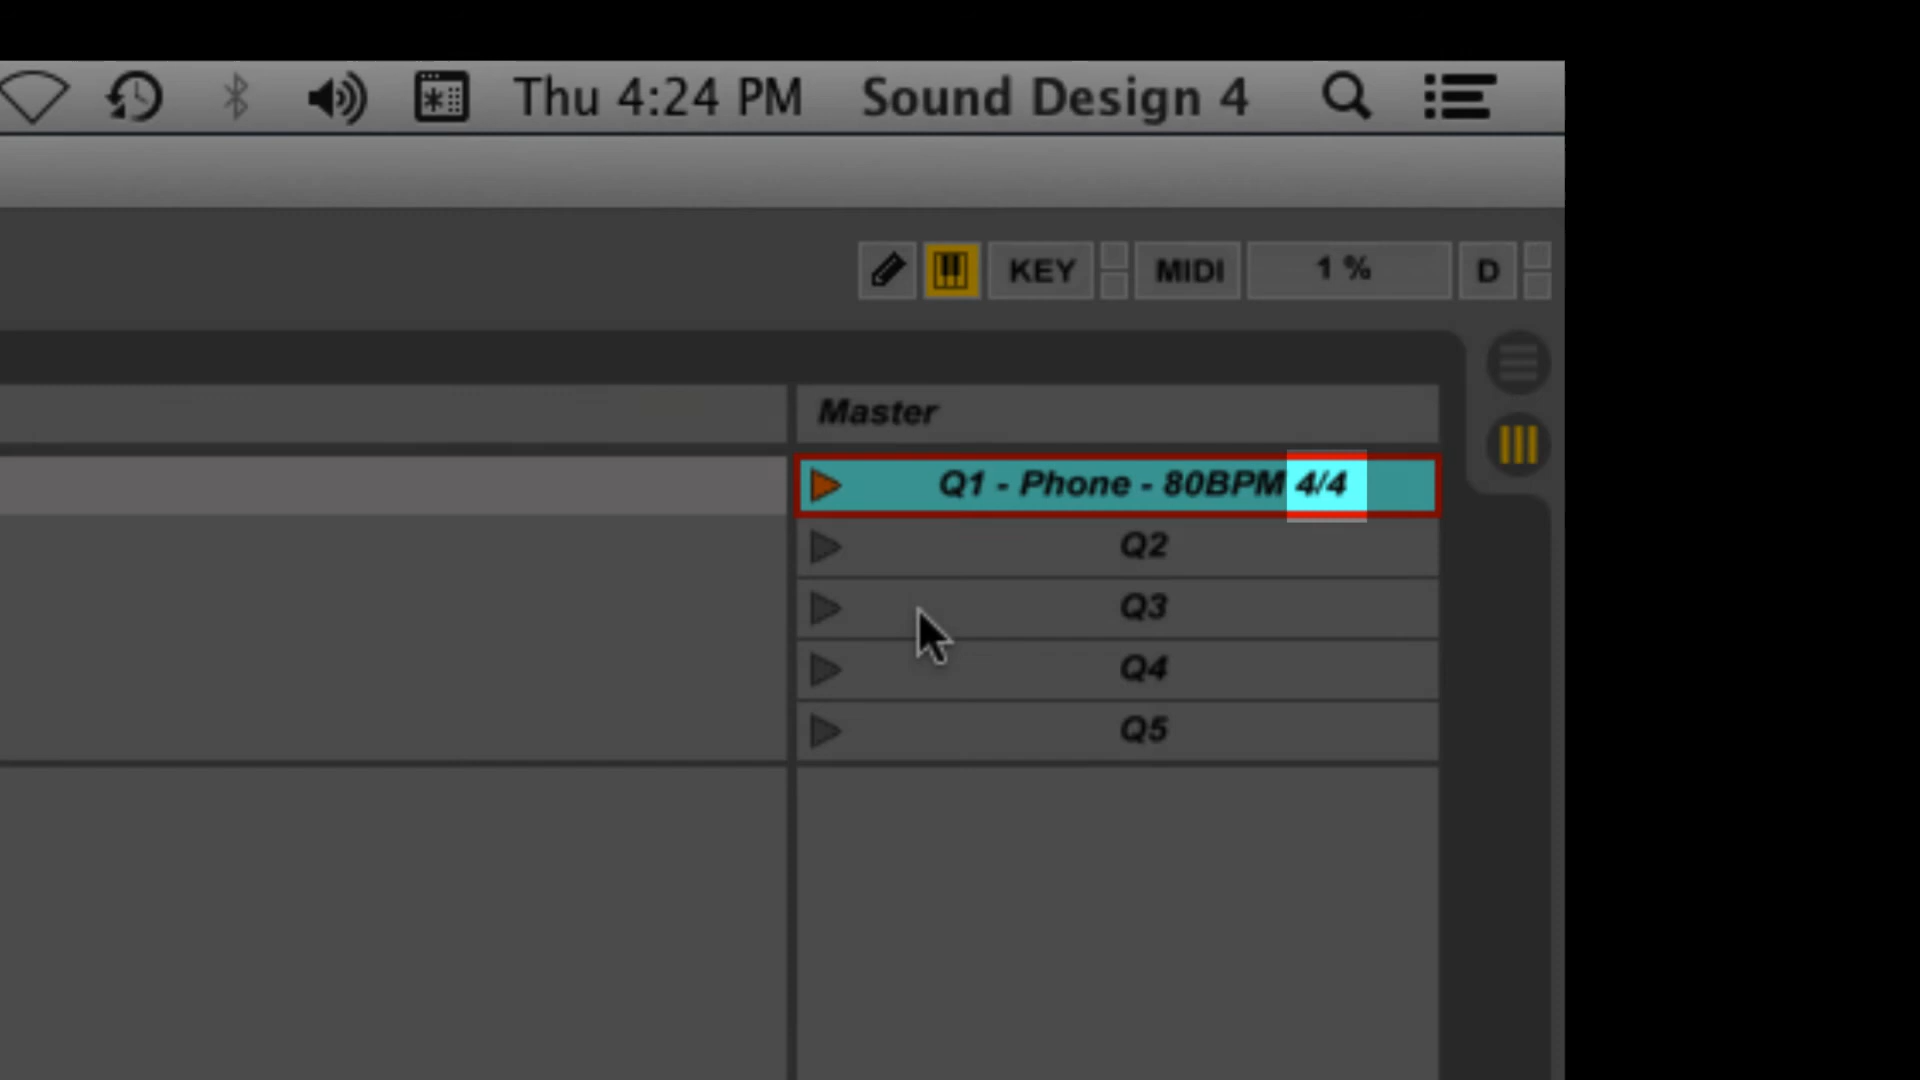 Thu 4:24 PM Sound Design 4
KEY MIDI 1 % D
Master
Q1 - Phone - 80BPM 4/4
Q2
Q3
Q4
Q5